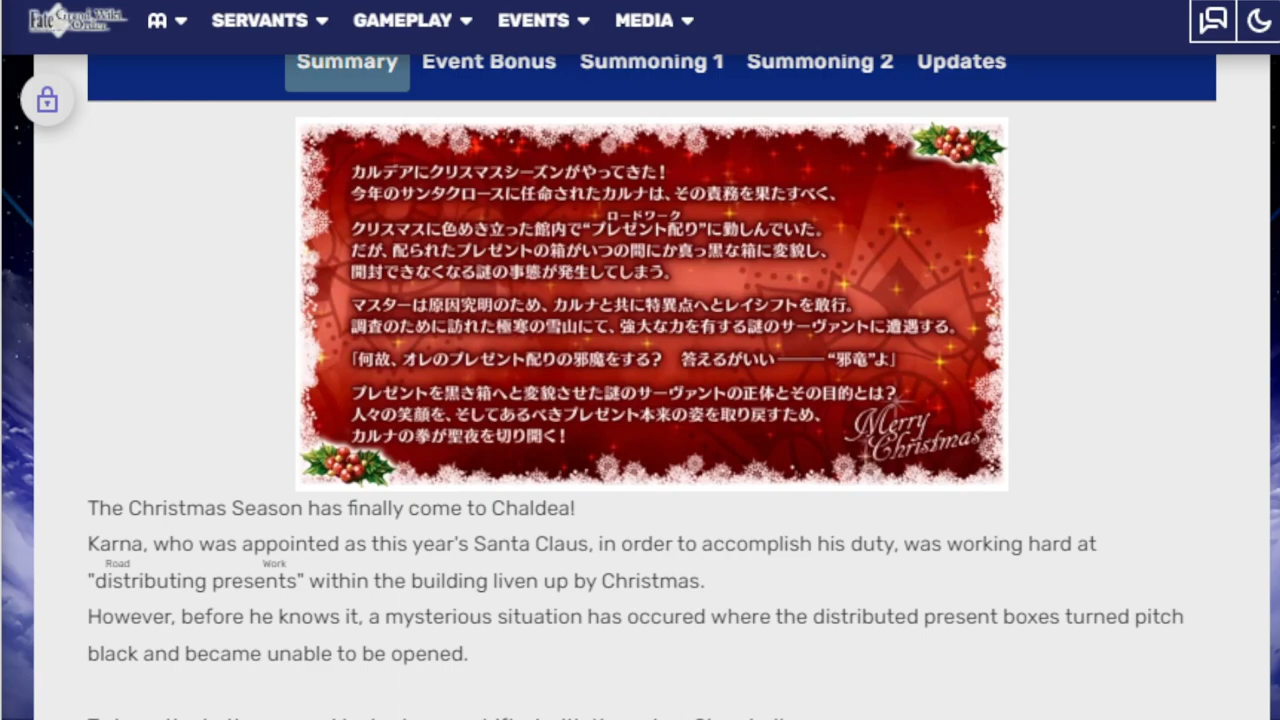 Fate Grand Order Wiki
SERVANTS GAMEPLAY EVENTS MEDIA
Summary Event Bonus Summoning 1 Summoning 2 Updates
カルデアにクリスマスシーズンがやってきた！
今年のサンタクロースに任命されたカルナは、その責務を果たすべく、
ロードワーク
クリスマスに色めき立った館内で“プレゼント配り”に勤しんでいた。
だが、配られたプレゼントの箱がいつの間にか真っ黒な箱に変貌し、
開封できなくなる謎の事態が発生してしまう。
マスターは原因究明のため、カルナと共に特異点へとレイシフトを敢行。
調査のために訪れた極寒の雪山にて、強大な力を有する謎のサーヴァントに遭遇する。
「何故、オレのプレゼント配りの邪魔をする？　答えるがいい―――“邪竜”よ」
プレゼントを黒き箱へと変貌させた謎のサーヴァントの正体とその目的とは？
人々の笑顔を、そしてあるべきプレゼント本来の姿を取り戻すため、
カルナの拳が聖夜を切り開く！
Merry
Christmas
The Christmas Season has finally come to Chaldea!
Karna, who was appointed as this year's Santa Claus, in order to accomplish his duty, was working hard at
Road Work
"distributing presents" within the building liven up by Christmas.
However, before he knows it, a mysterious situation has occured where the distributed present boxes turned pitch
black and became unable to be opened.